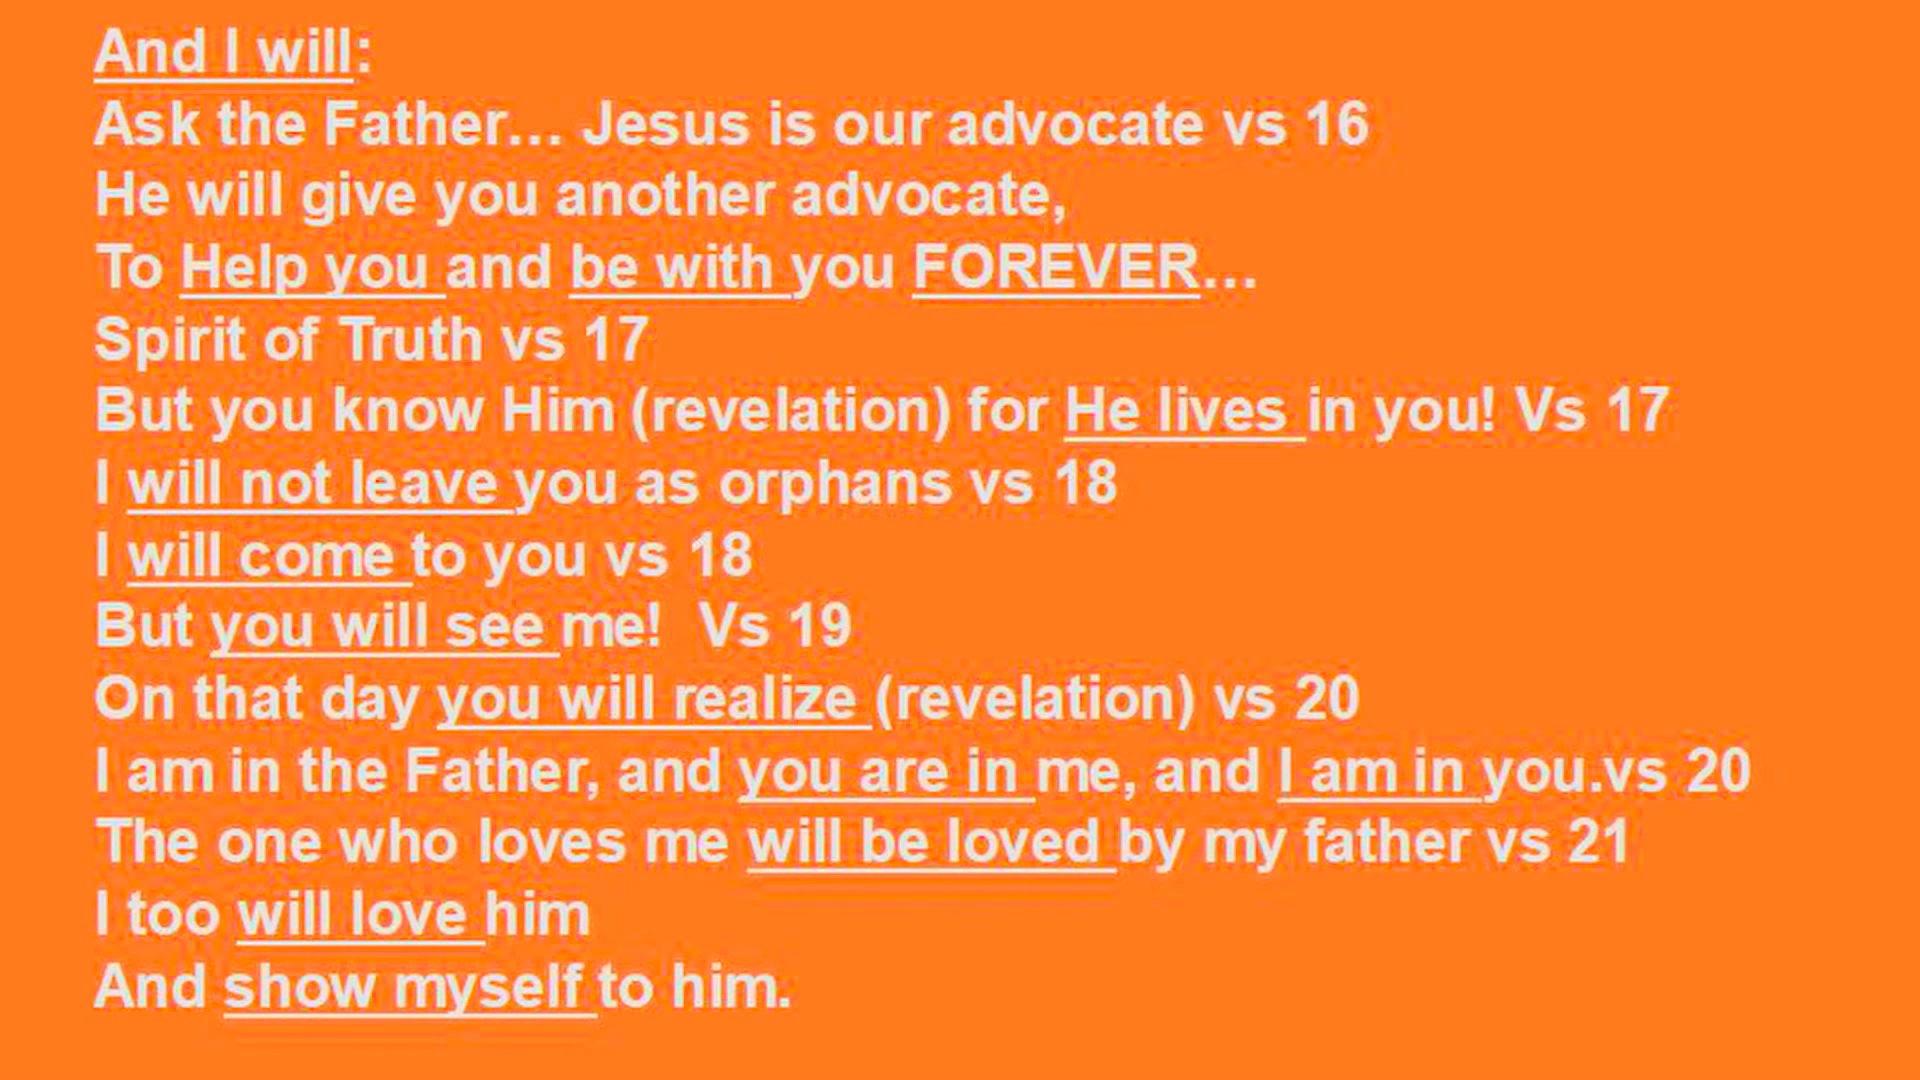 And I will:
Ask the Father… Jesus is our advocate vs 16
He will give you another advocate,
To Help you and be with you FOREVER…
Spirit of Truth vs 17
But you know Him (revelation) for He lives in you! Vs 17
I will not leave you as orphans vs 18
I will come to you vs 18
But you will see me!  Vs 19
On that day you will realize (revelation) vs 20
I am in the Father, and you are in me, and I am in you.vs 20
The one who loves me will be loved by my father vs 21
I too will love him
And show myself to him.